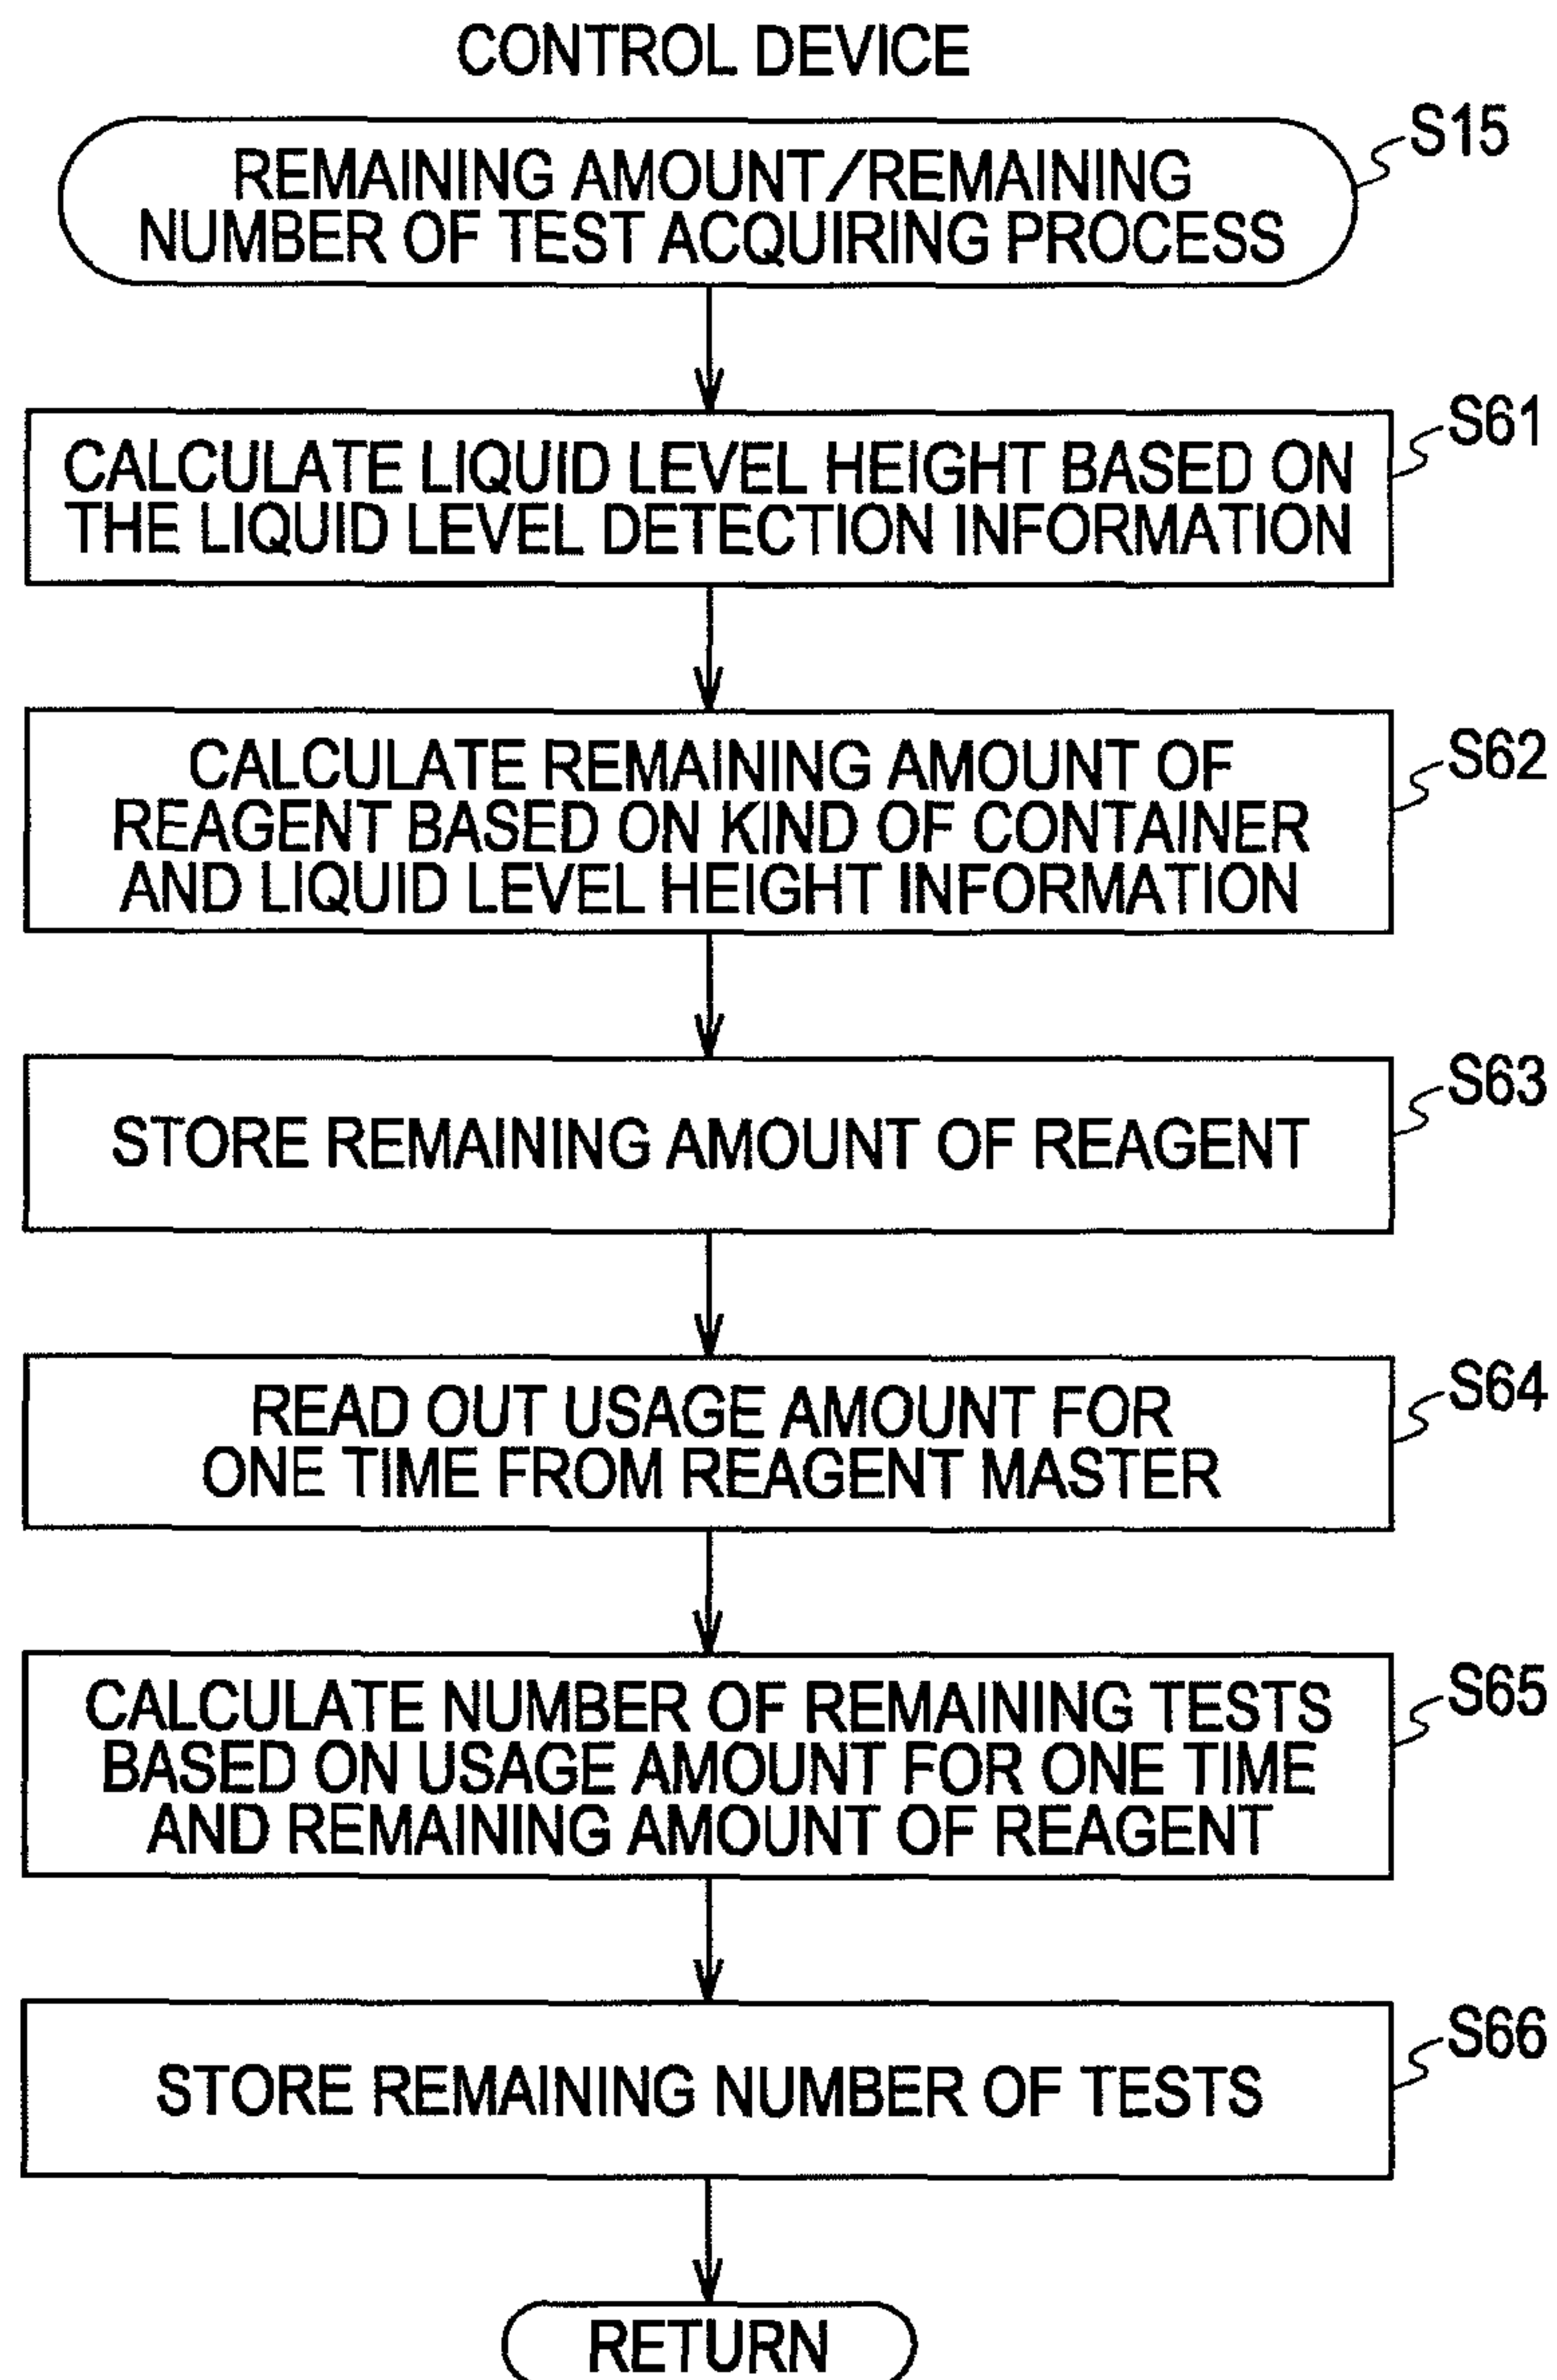 CONTROL DEVICE
S15
REMAINING AMOUNT/REMAINING
NUMBER OF TEST ACQUIRING PROCESS
S61
CALCULATE LIQUID LEVEL HEIGHT BASED ON
THE LIQUID LEVEL DETECTION INFORMATION
S62
CALCULATE REMAINING AMOUNT OF
REAGENT BASED ON KIND OF CONTAINER
AND LIQUID LEVEL HEIGHT INFORMATION
S63
STORE REMAINING AMOUNT OF REAGENT
S64
READ OUT USAGE AMOUNT FOR
ONE TIME FROM REAGENT MASTER
S65
CALCULATE NUMBER OF REMAINING TESTS
BASED ON USAGE AMOUNT FOR ONE TIME
AND REMAINING AMOUNT OF REAGENT
S66
STORE REMAINING NUMBER OF TESTS
RETURN